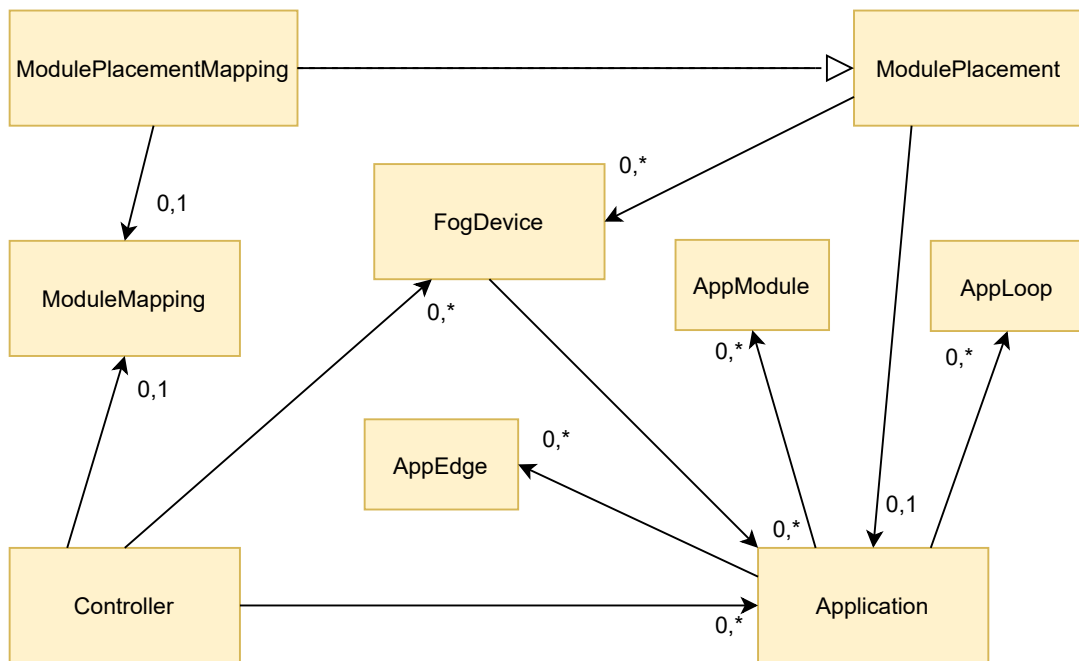 ModulePlacementMapping
ModulePlacement
0,*
0,1
FogDevice
ModuleMapping
AppModule
AppLoop
0,*
0,*
0,*
0,1
0,*
AppEdge
0,1
0,*
Controller
Application
0,*